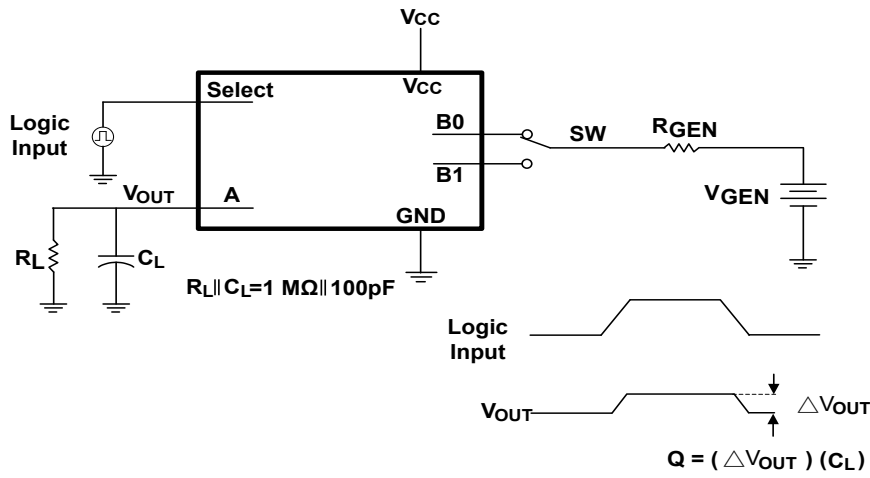 VCC
VCC
Select
Logic
Input
B0
SW
RGEN
B1
VGEN
VOUT
A
GND
RL
CL
RL∥CL=1 MΩ∥100pF
Logic
Input
VOUT
△VOUT
Q = ( △VOUT ) (CL)